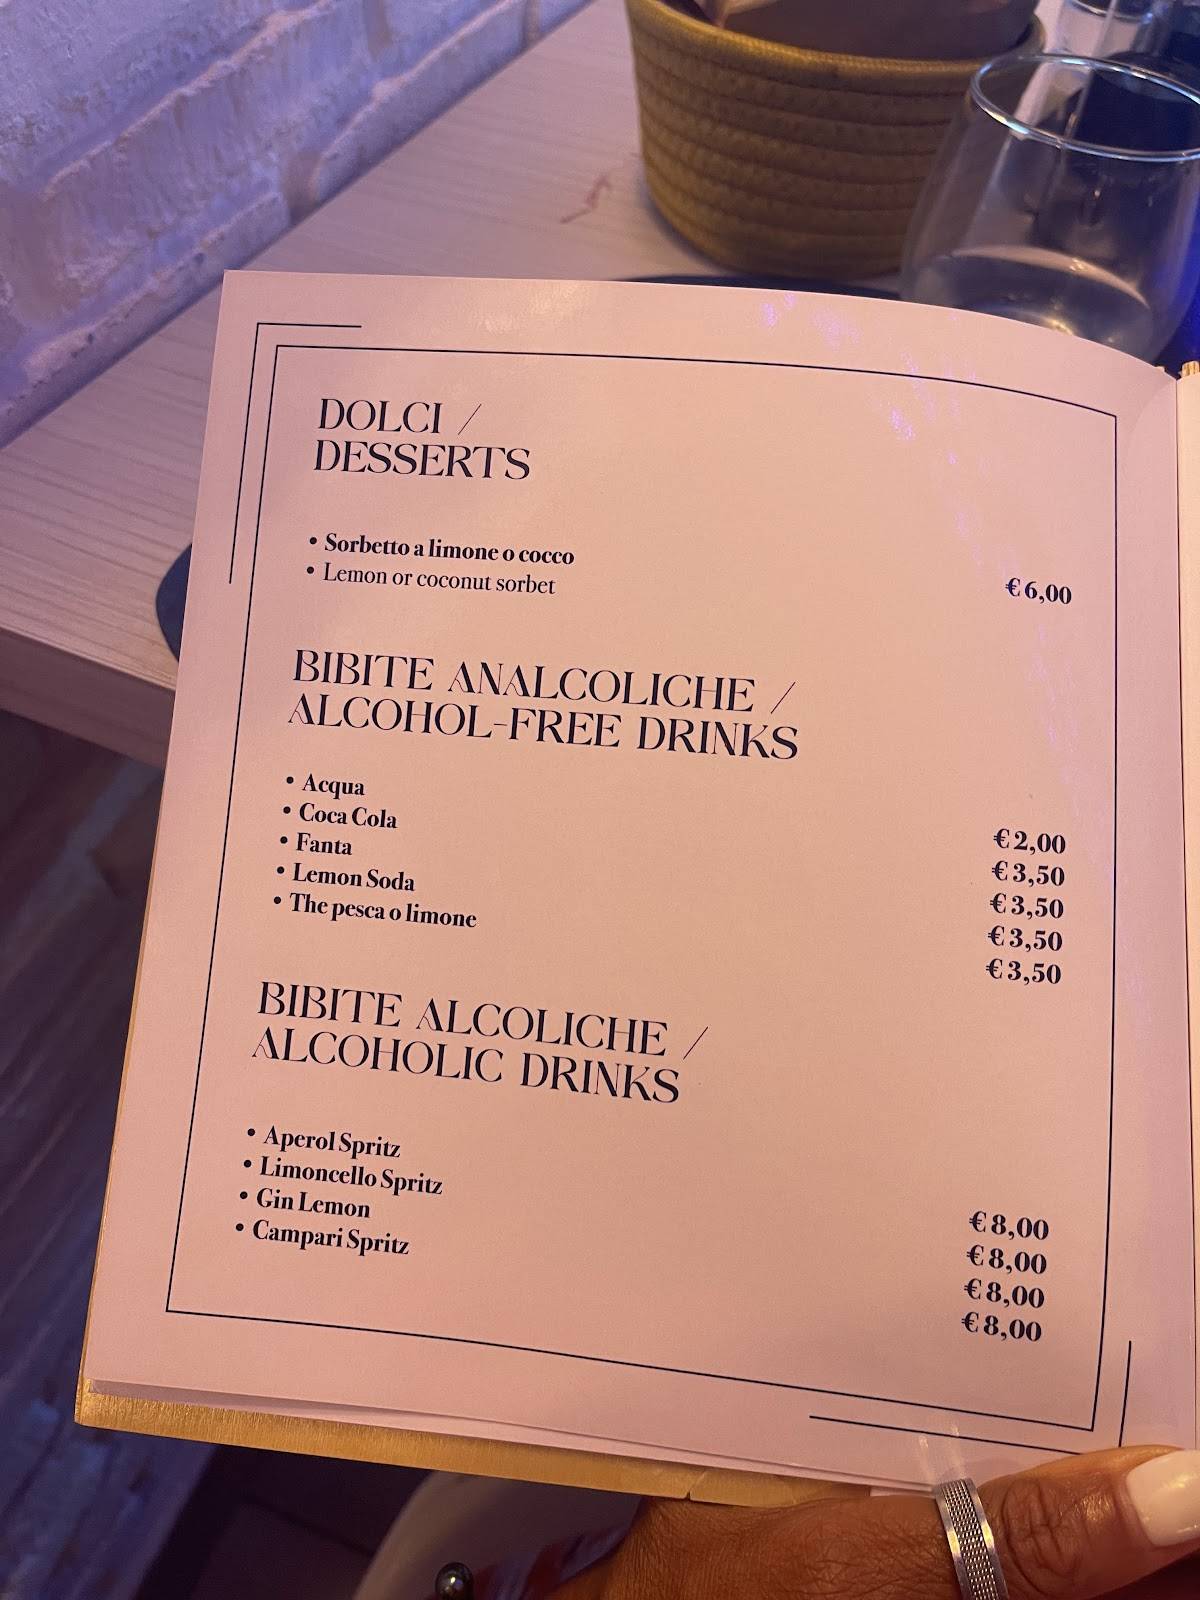 DOLCI /
DESSERTS
• Sorbetto a limone o cocco
• Lemon or coconut sorbet € 6,00
BIBITE ANALCOLICHE /
ALCOHOL-FREE DRINKS
• Acqua € 2,00
• Coca Cola € 3,50
• Fanta € 3,50
• Lemon Soda € 3,50
• The pesca o limone € 3,50
BIBITE ALCOLICHE /
ALCOHOLIC DRINKS
• Aperol Spritz € 8,00
• Limoncello Spritz € 8,00
• Gin Lemon € 8,00
• Campari Spritz € 8,00